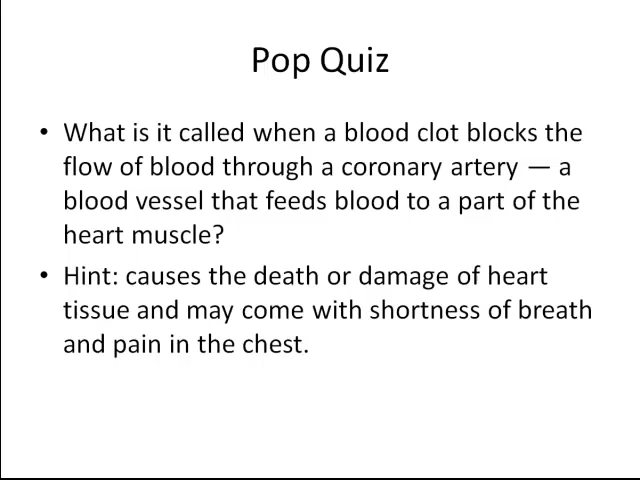 Pop Quiz
• What is it called when a blood clot blocks the
flow of blood through a coronary artery — a
blood vessel that feeds blood to a part of the
heart muscle?
• Hint: causes the death or damage of heart
tissue and may come with shortness of breath
and pain in the chest.